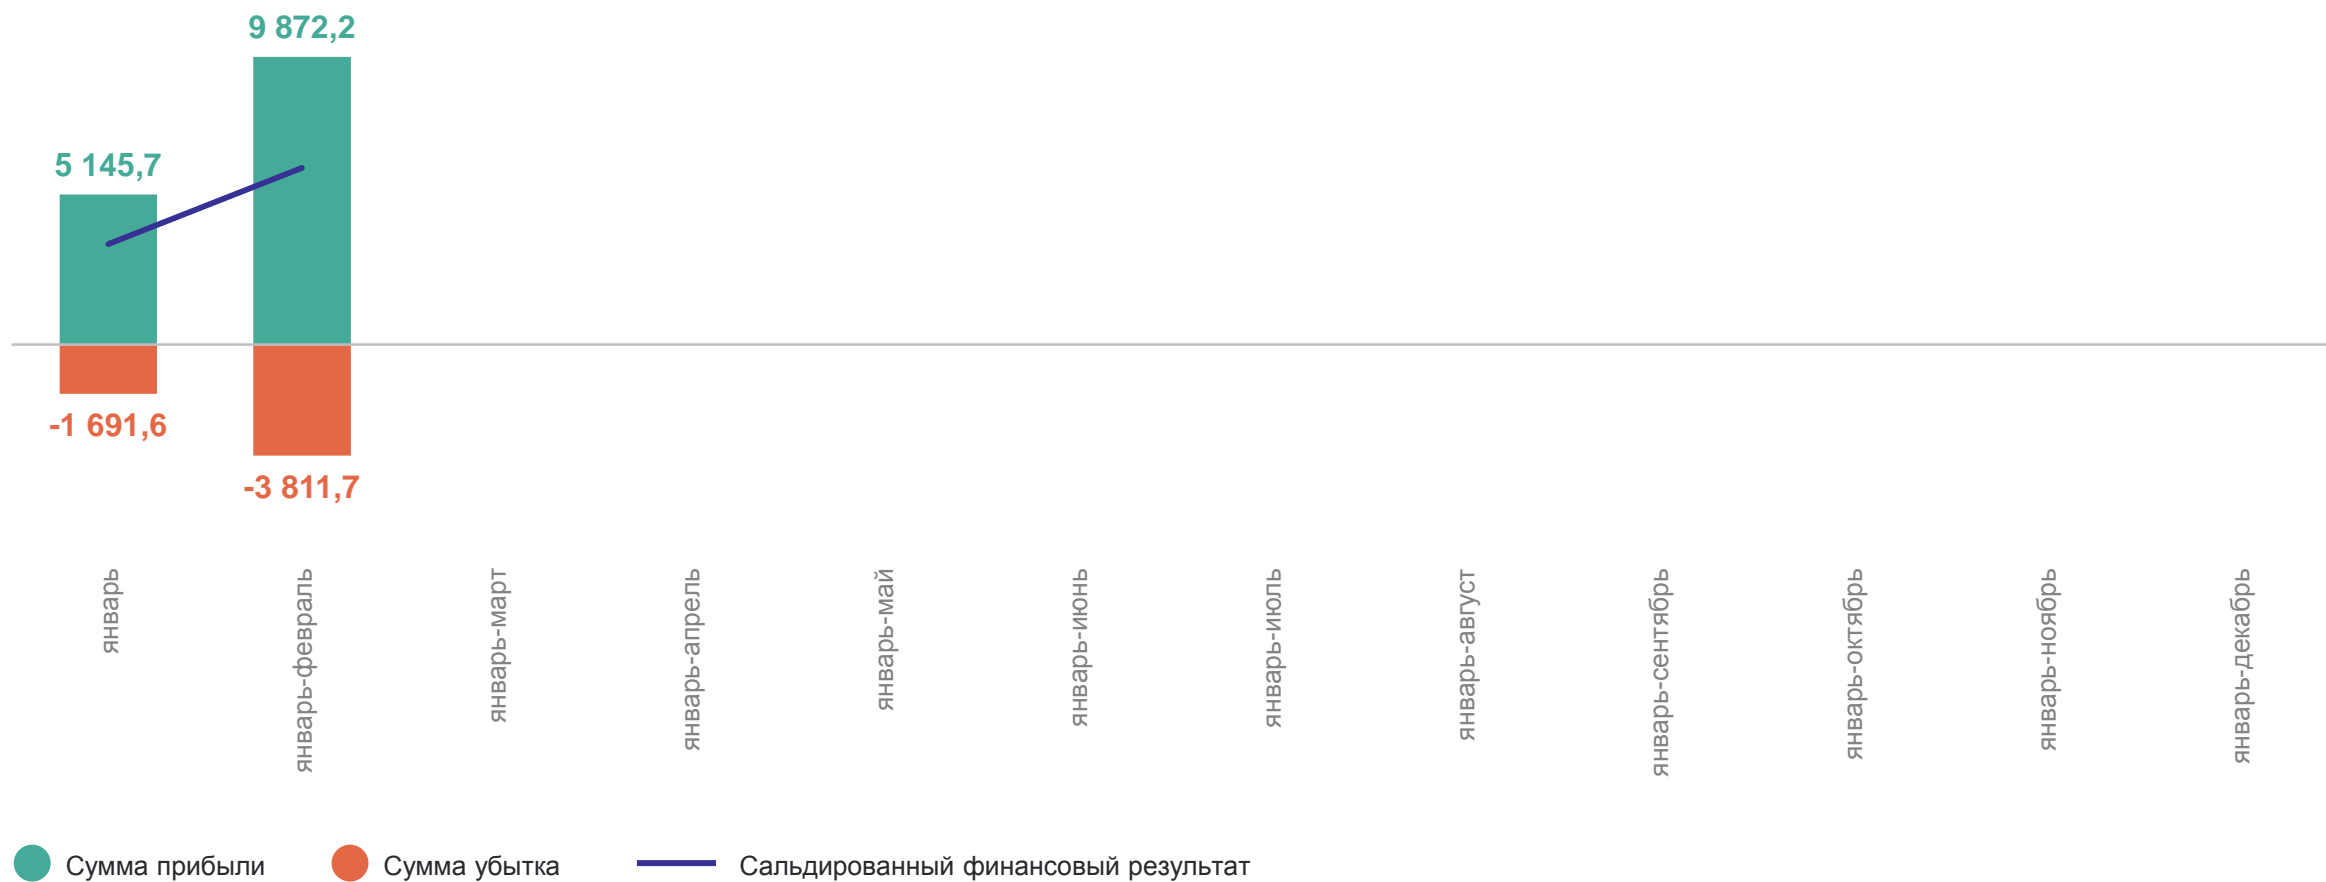 9 872,2
5 145,7
-1 691,6
-3 811,7
январь
январь-февраль
январь-март
январь-апрель
январь-май
январь-июнь
январь-июль
январь-август
январь-сентябрь
январь-октябрь
январь-ноябрь
январь-декабрь
Сумма прибыли
Сумма убытка
Сальдированный финансовый результат